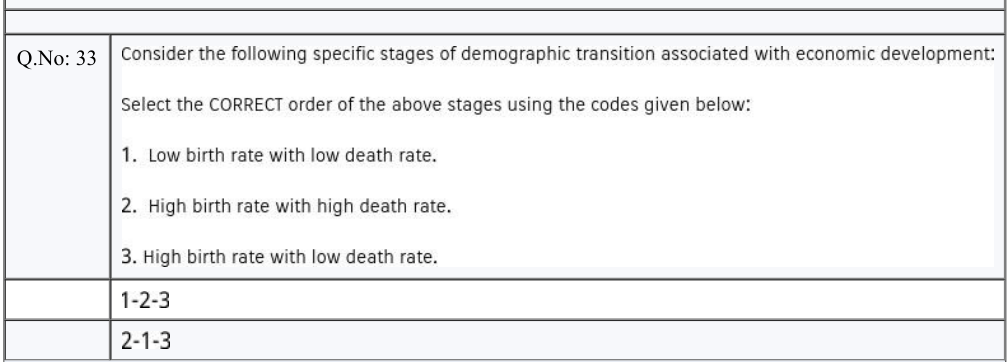 Q.No: 33
Consider the following specific stages of demographic transition associated with economic development:
Select the CORRECT order of the above stages using the codes given below:
1. Low birth rate with low death rate.
2. High birth rate with high death rate.
3. High birth rate with low death rate.
1-2-3
2-1-3